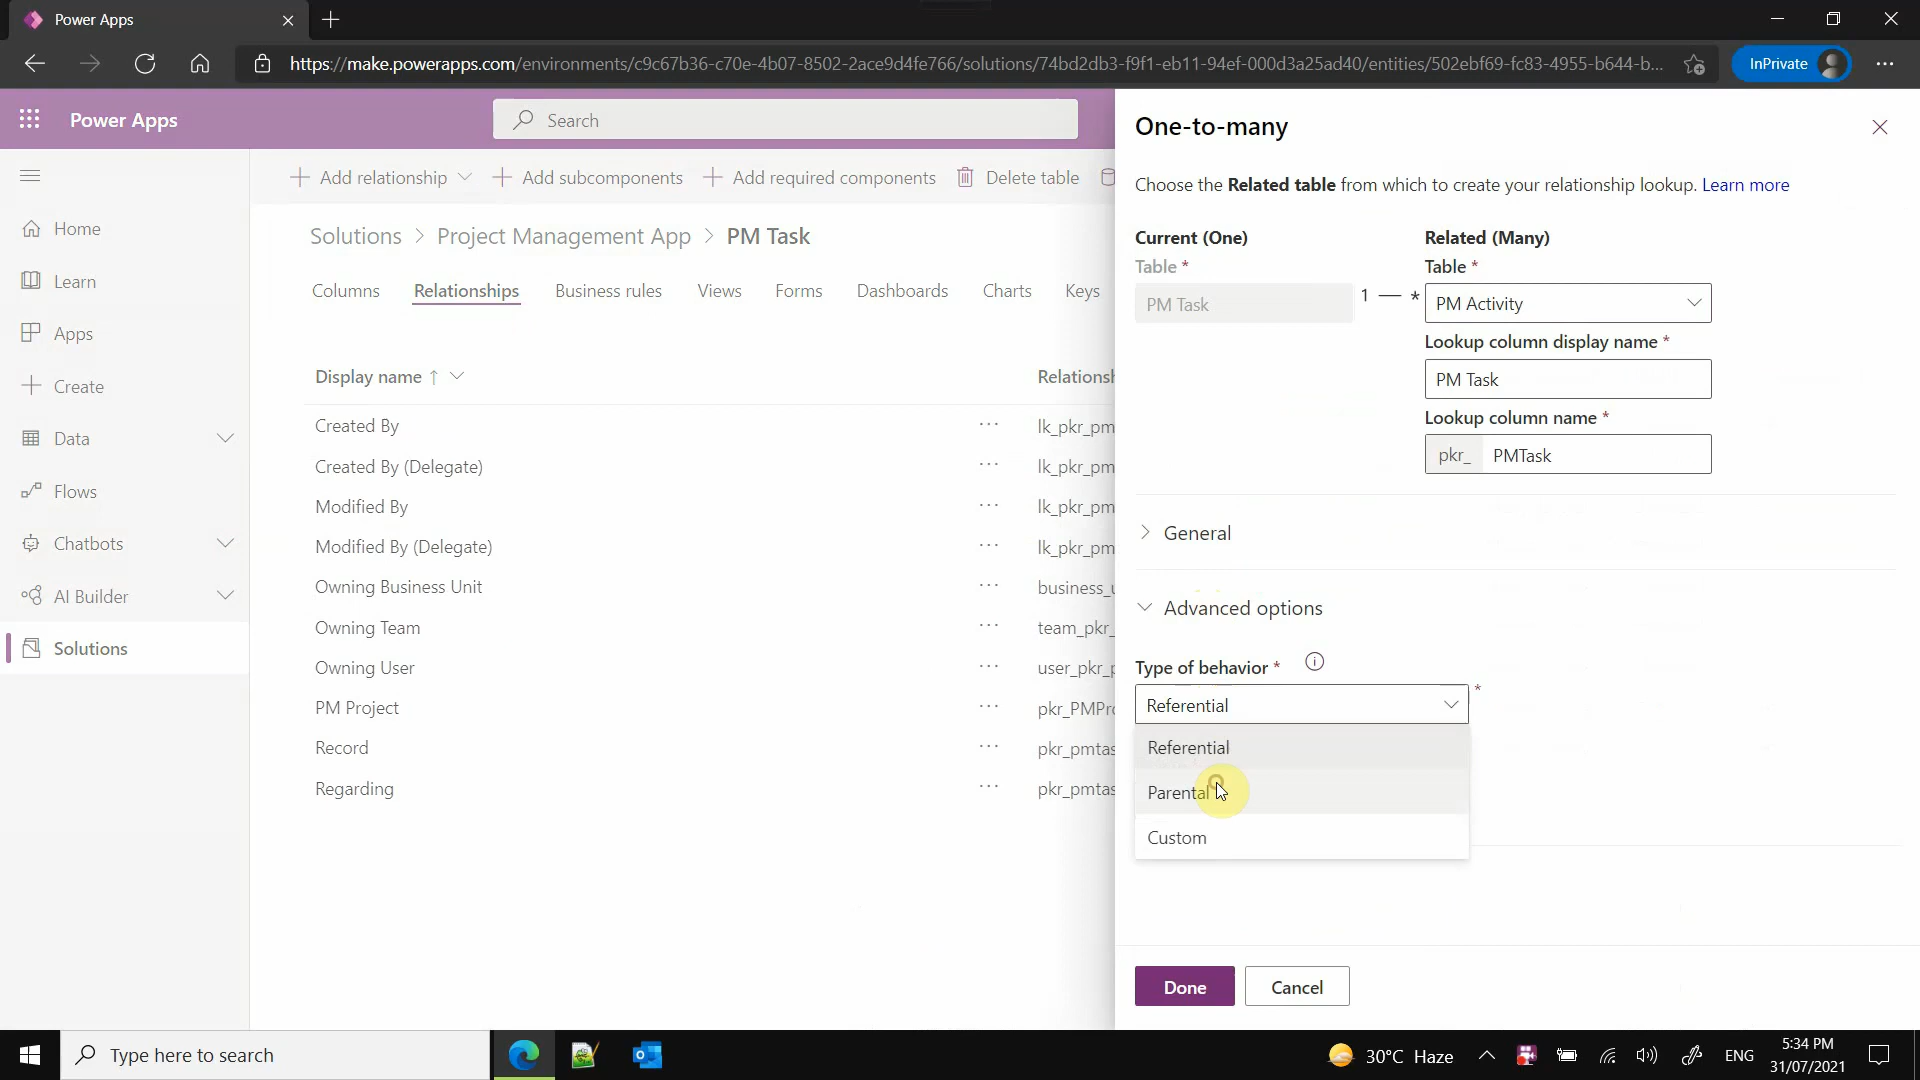 Power Apps
https://make.powerapps.com/environments/c9c67b36-c70e-4b07-8502-2ace9d4fe766/solutions/74bd2db3-f9f1-eb11-94ef-000d3a25ad40/entities/502ebf69-fc83-4955-b644-b...
InPrivate
Power Apps
Search
Home
Learn
Apps
Create
Data
Flows
Chatbots
AI Builder
Solutions
Add relationship
Add subcomponents
Add required components
Delete table
Solutions > Project Management App > PM Task
Columns
Relationships
Business rules
Views
Forms
Dashboards
Charts
Keys
Display name ↑
Relationsh
Created By ... lk_pkr_pm
Created By (Delegate) ... lk_pkr_pm
Modified By ... lk_pkr_pm
Modified By (Delegate) ... lk_pkr_pm
Owning Business Unit ... business_u
Owning Team ... team_pkr_
Owning User ... user_pkr_p
PM Project ... pkr_PMPro
Record ... pkr_pmtas
Regarding ... pkr_pmtas
One-to-many
Choose the Related table from which to create your relationship lookup. Learn more
Current (One)
Table *
PM Task
1 — *
Related (Many)
Table *
PM Activity
Lookup column display name *
PM Task
Lookup column name *
pkr_ PMTask
General
Advanced options
Type of behavior *
Referential
*
Referential
Parental
Custom
Done
Cancel
Type here to search
30°C Haze
ENG
5:34 PM
31/07/2021